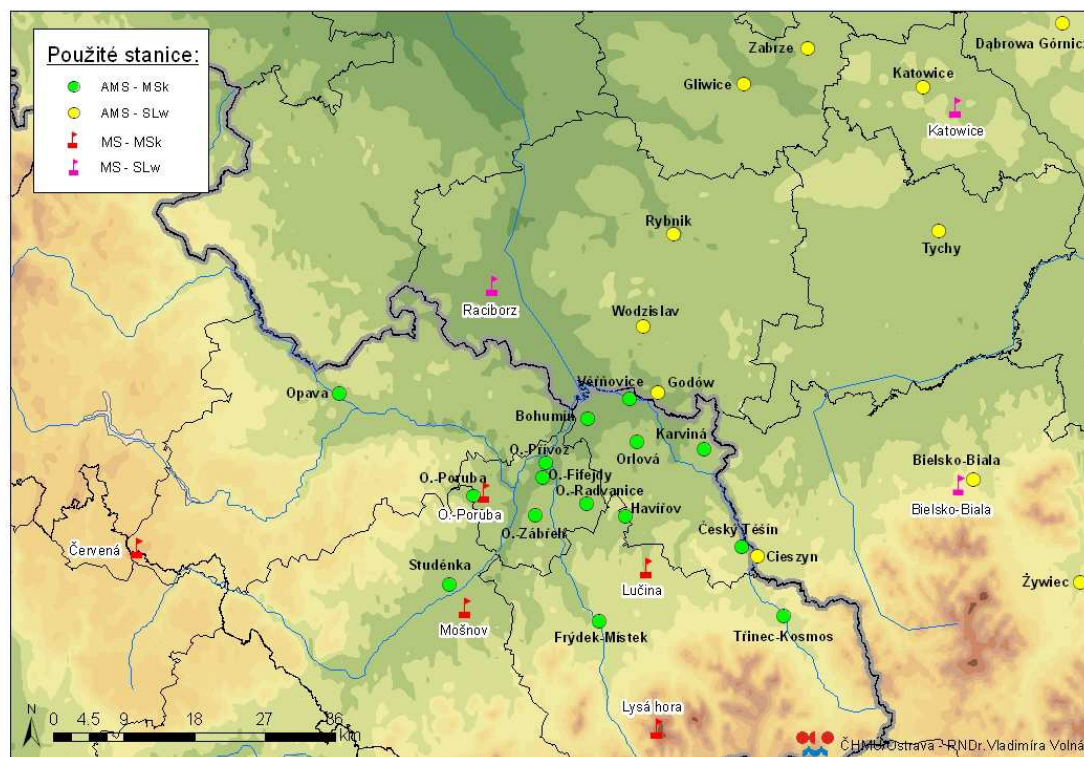 Použité stanice:
AMS - MSk
AMS - SLw
MS - MSk
MS - SLw
Zabrze
Dąbrowa Górnicz
Gliwice
Katowice
Katowice
Rybnik
Tychy
Raciborz
Wodzislav
Věřňovice
Godów
Opava
Bohumín
Karviná
Orlová
O.-Přívoz
O.-Fifejdy
O.-Poruba
O.-Radvanice
Bielsko-Biala
O.-Poruba
Bielsko-Biala
O.-Zábřeh
Havířov
Český Těšín
Červená
Cieszyn
Studénka
Lučina
Żywiec
Mošnov
Frýdek-Místek
Třinec-Kosmos
Lysá hora
N
0 4.5 9 18 27 36
km
ČHMÚ Ostrava - RNDr.Vladimíra Volná